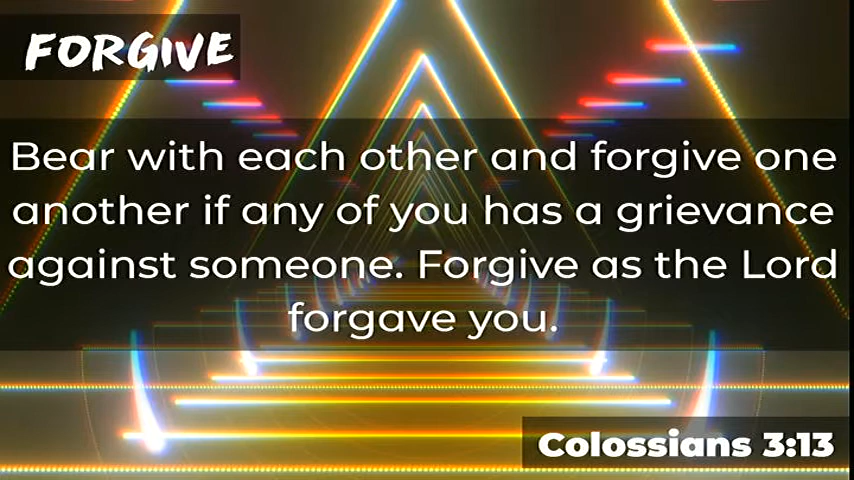 FORGIVE
Bear with each other and forgive one
another if any of you has a grievance
against someone. Forgive as the Lord
forgave you.
Colossians 3:13